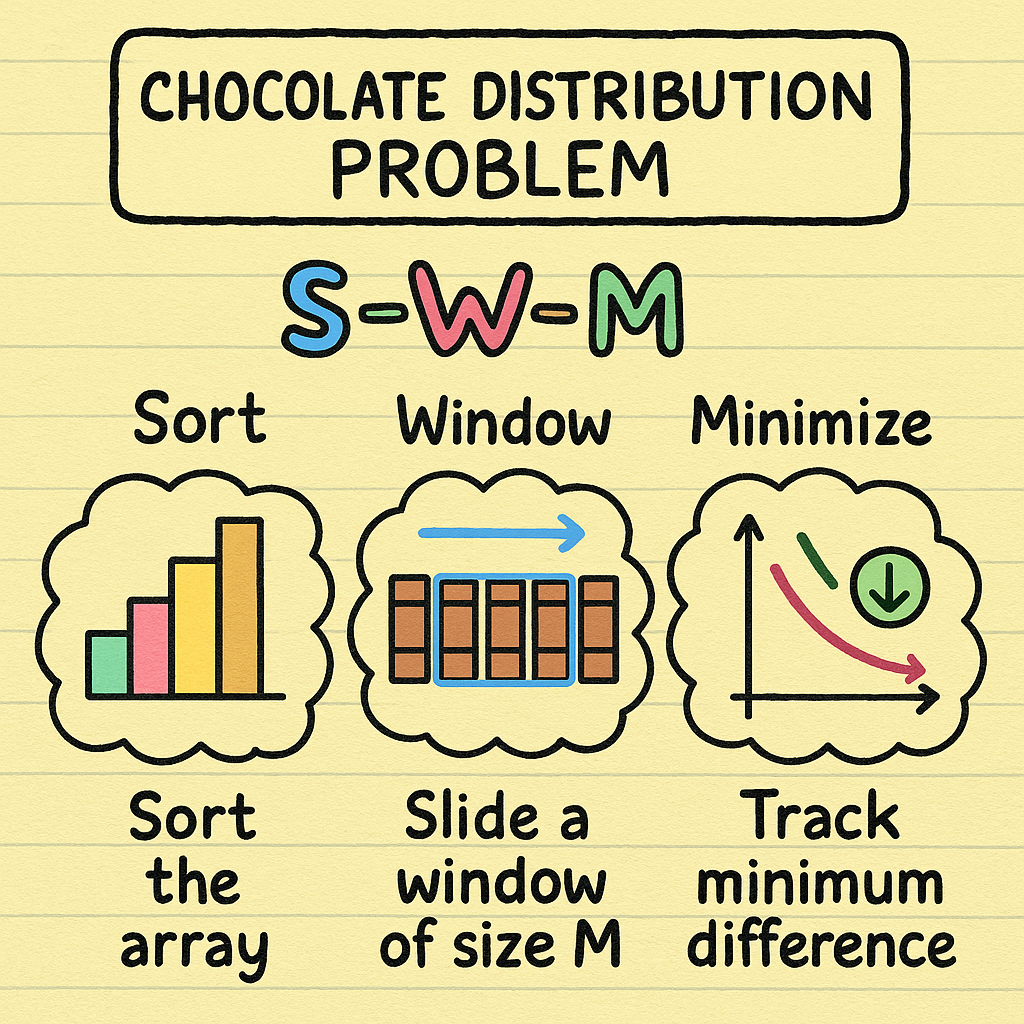 CHOCOLATE DISTRIBUTION
PROBLEM
S-W-M
Sort
Window
Minimize
Sort
the
array
Slide a
window
of size M
Track
minimum
difference